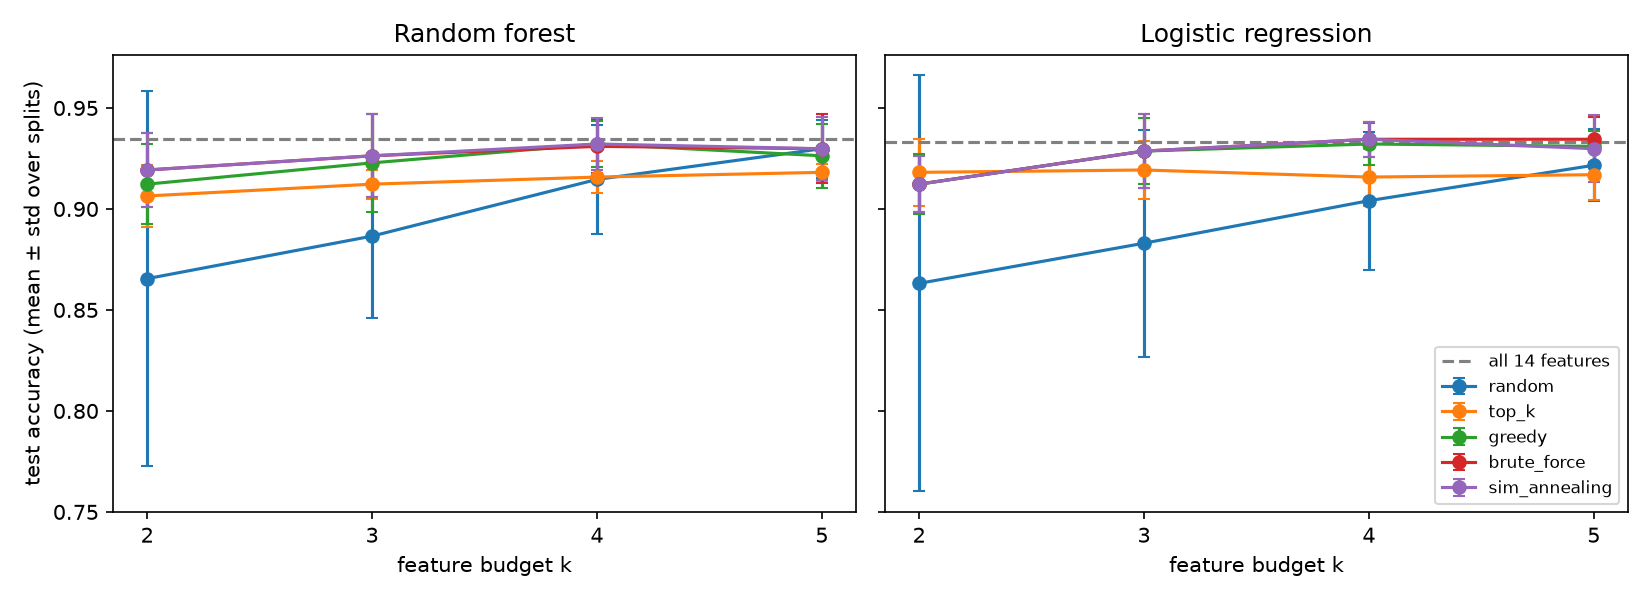 Random forest
Logistic regression
test accuracy (mean ± std over splits)
0.95
0.90
0.85
0.80
0.75
2 3 4 5
2 3 4 5
feature budget k
feature budget k
all 14 features
random
top_k
greedy
brute_force
sim_annealing